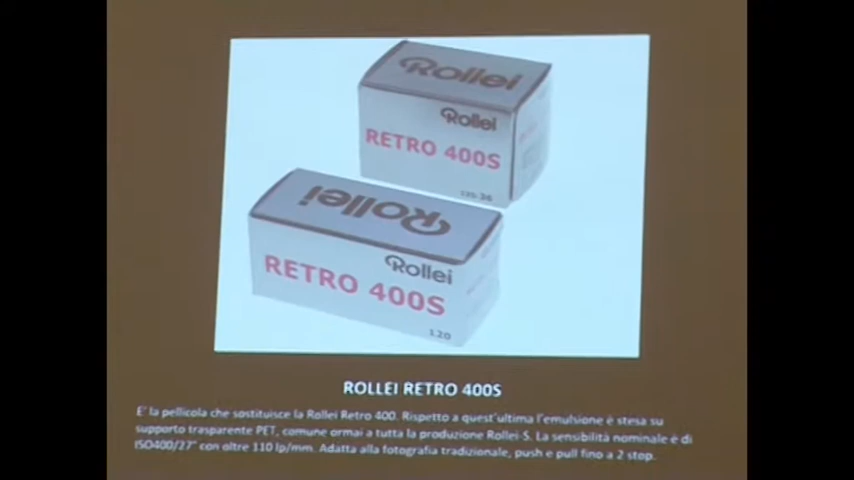 Rollei
Rollei
RETRO 400S
135-36
Rollei
Rollei
RETRO 400S
120
ROLLEI RETRO 400S
E' la pellicola che sostituisce la Rollei Retro 400. Rispetto a quest'ultima l'emulsione è stesa su
supporto trasparente PET, comune ormai a tutta la produzione Rollei-S. La sensibilità nominale è di
ISO400/27° con oltre 110 lp/mm. Adatta alla fotografia tradizionale, push e pull fino a 2 stop.